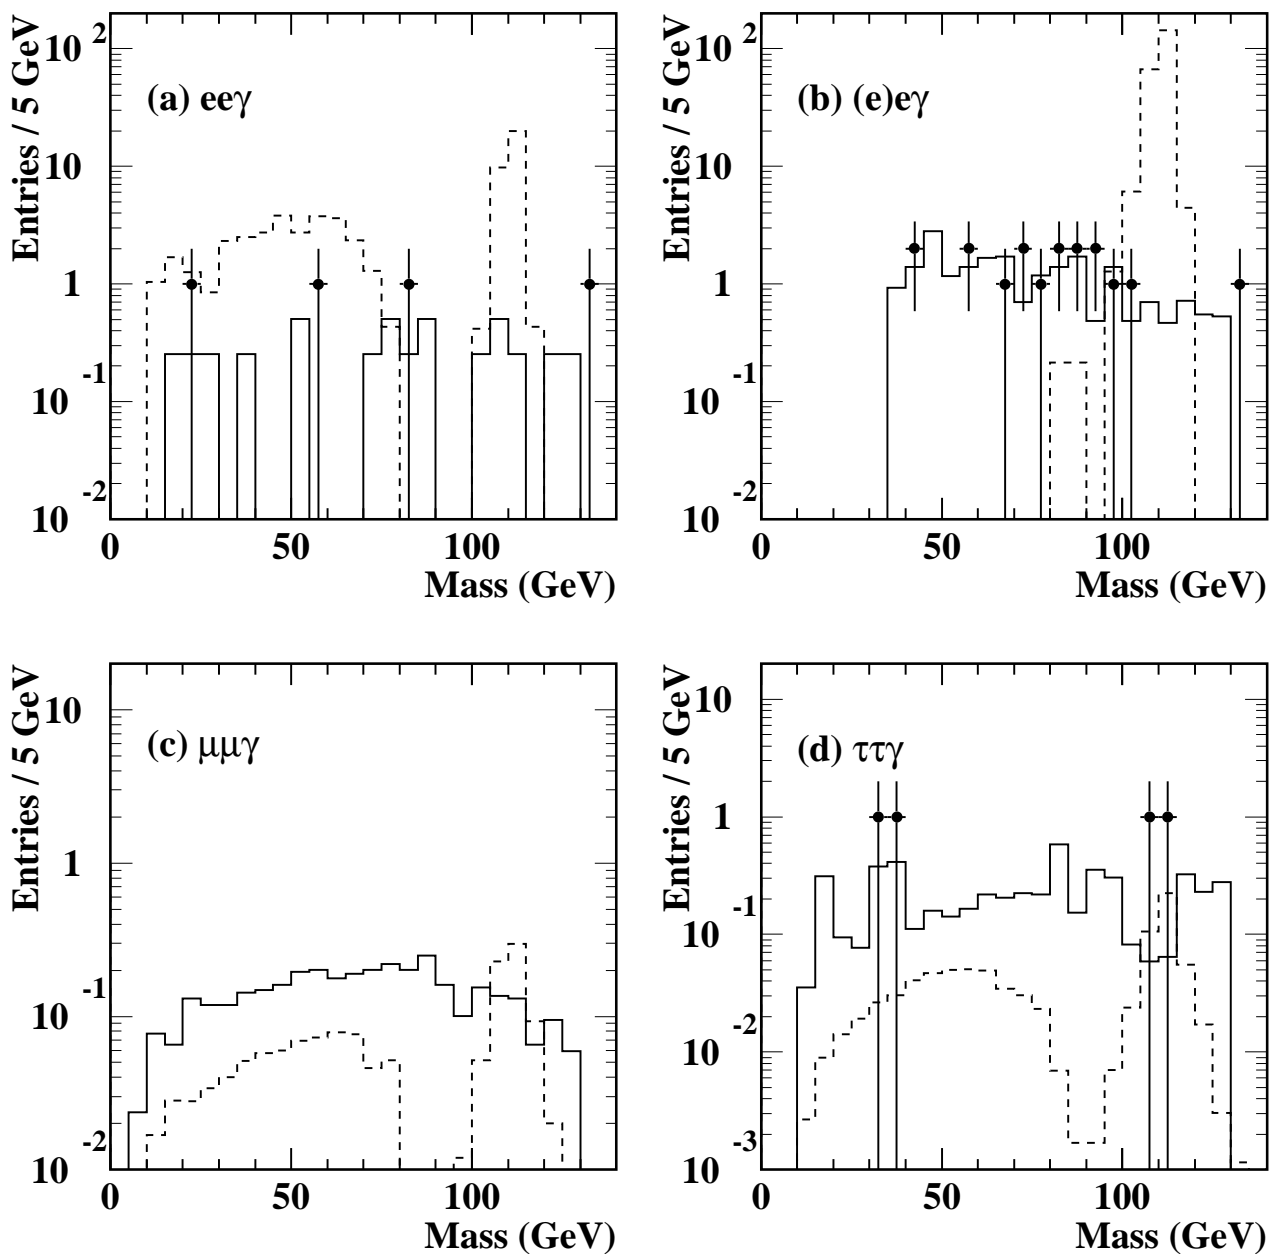 Entries / 5 GeV
10 2
10
1
10 -1
10 -2
(a) eeγ
0 50 100
Mass (GeV)
Entries / 5 GeV
10 2
10
1
10 -1
10 -2
(b) (e)eγ
0 50 100
Mass (GeV)
Entries / 5 GeV
10
1
10 -1
10 -2
(c) μμγ
0 50 100
Mass (GeV)
Entries / 5 GeV
10
1
10 -1
10 -2
10 -3
(d) ττγ
0 50 100
Mass (GeV)